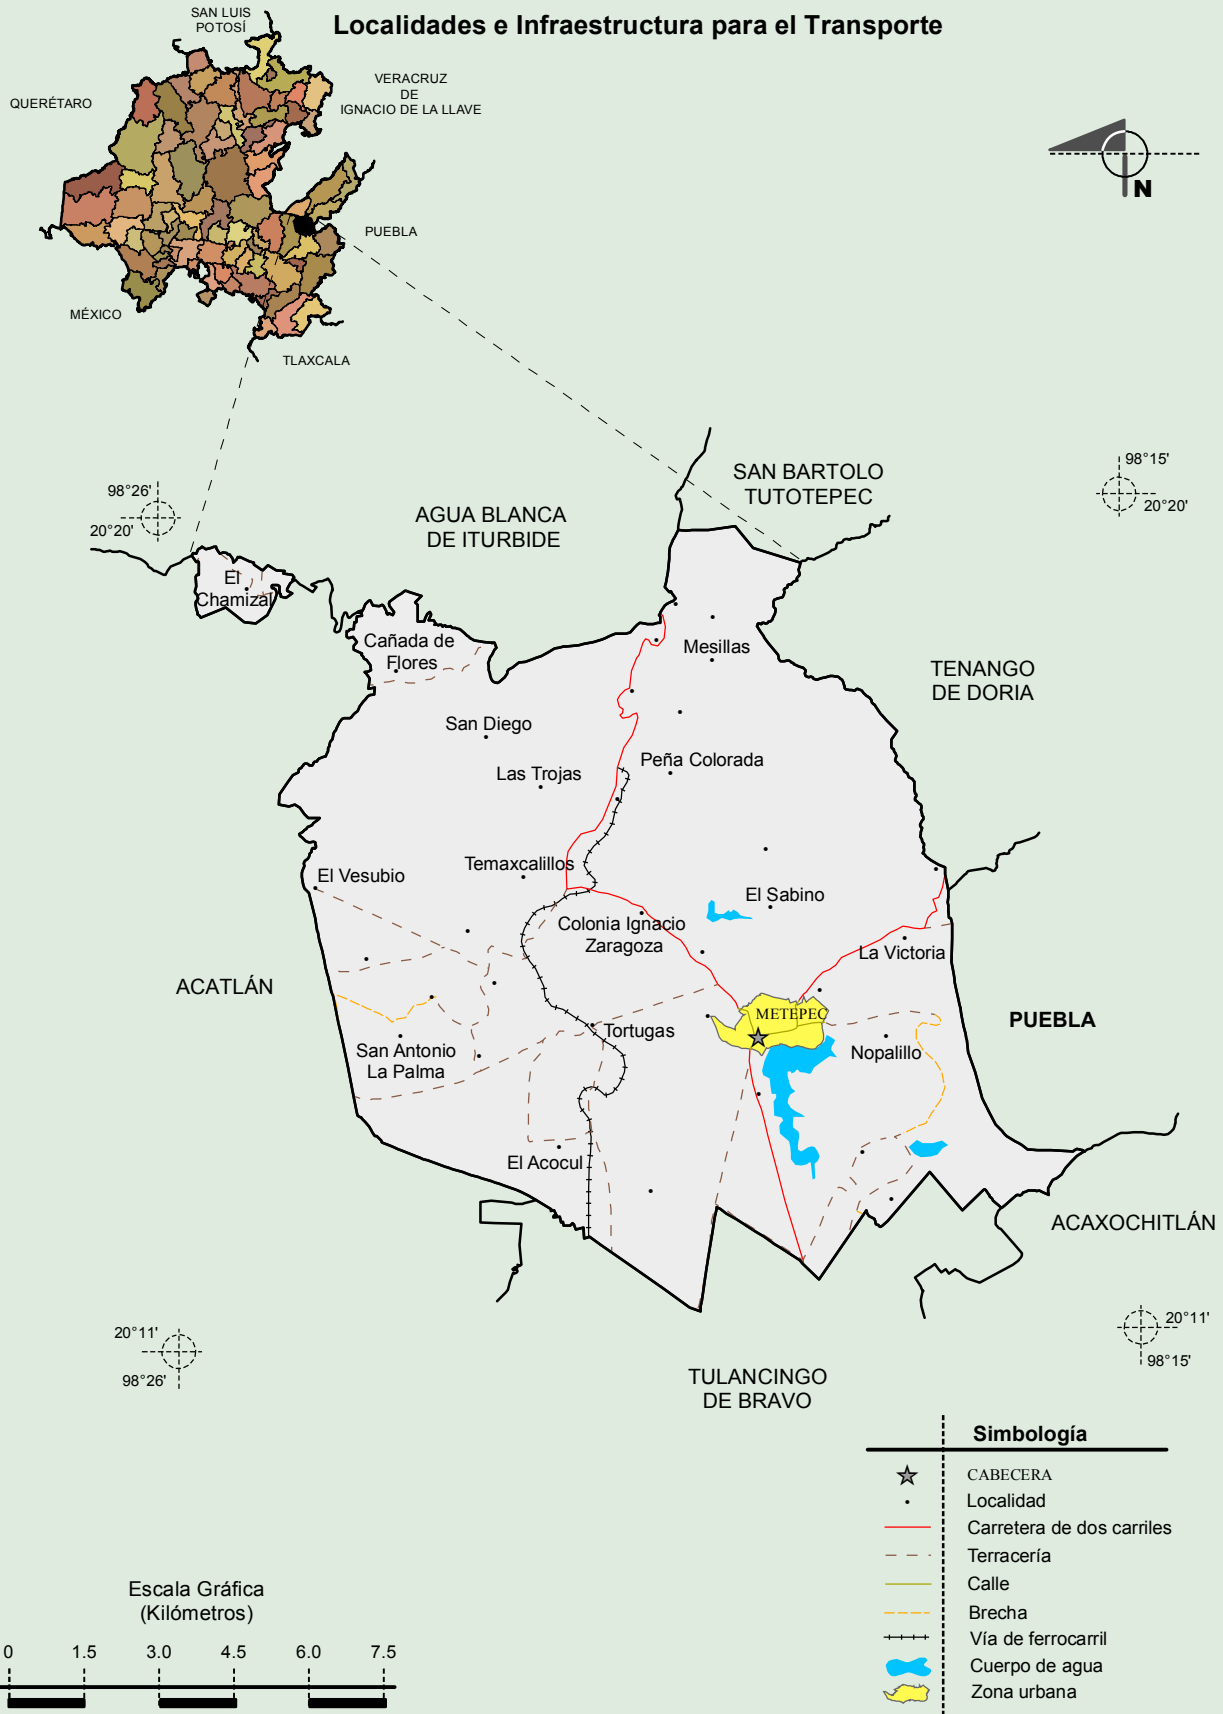 Localidades e Infraestructura para el Transporte
SAN LUIS
POTOSÍ
VERACRUZ
DE
IGNACIO DE LA LLAVE
QUERÉTARO
PUEBLA
MÉXICO
TLAXCALA
N
98°26'
20°20'
98°15'
20°20'
SAN BARTOLO
TUTOTEPEC
AGUA BLANCA
DE ITURBIDE
El
Chamizal
Cañada de
Flores
Mesillas
TENANGO
DE DORIA
San Diego
Peña Colorada
Las Trojas
Temaxcalillos
El Vesubio
El Sabino
Colonia Ignacio
Zaragoza
La Victoria
ACATLÁN
METEPEC
PUEBLA
Tortugas
Nopalillo
San Antonio
La Palma
El Acocul
ACAXOCHITLÁN
20°11'
98°26'
20°11'
98°15'
TULANCINGO
DE BRAVO
Simbología
CABECERA
Localidad
Carretera de dos carriles
Terracería
Calle
Brecha
Vía de ferrocarril
Cuerpo de agua
Zona urbana
Escala Gráfica
(Kilómetros)
0 1.5 3.0 4.5 6.0 7.5